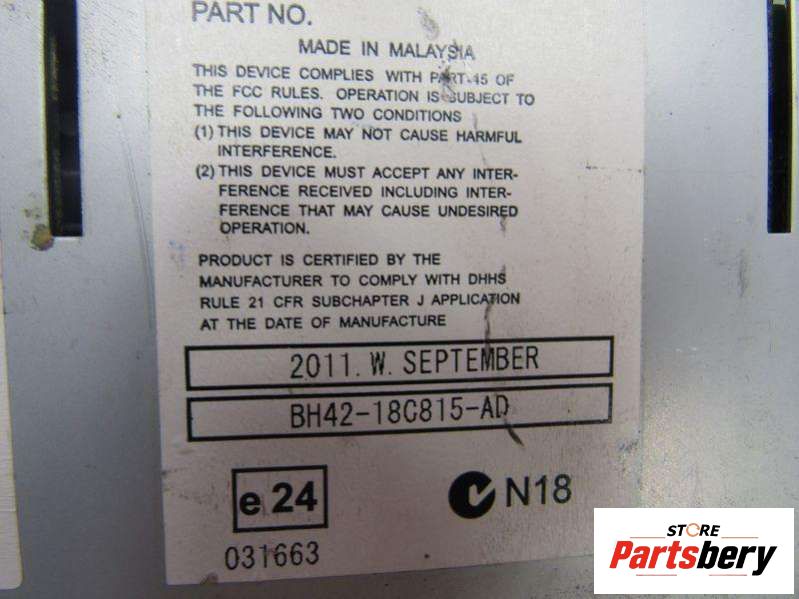 PART NO.
MADE IN MALAYSIA
THIS DEVICE COMPLIES WITH PART 15 OF
THE FCC RULES. OPERATION IS SUBJECT TO
THE FOLLOWING TWO CONDITIONS
(1) THIS DEVICE MAY NOT CAUSE HARMFUL
INTERFERENCE.
(2) THIS DEVICE MUST ACCEPT ANY INTER-
FERENCE RECEIVED INCLUDING INTER-
FERENCE THAT MAY CAUSE UNDESIRED
OPERATION.
PRODUCT IS CERTIFIED BY THE
MANUFACTURER TO COMPLY WITH DHHS
RULE 21 CFR SUBCHAPTER J APPLICATION
AT THE DATE OF MANUFACTURE
2011. W. SEPTEMBER
BH42-18C815-AD
e 24
N18
031663
STORE
Partsbery